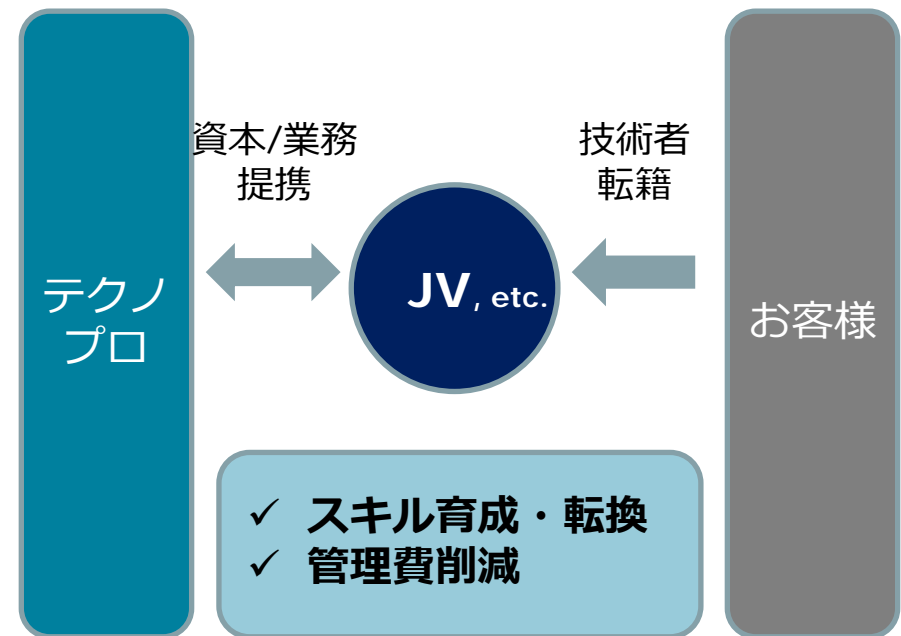 テクノ
プロ
資本/業務
提携
JV, etc.
技術者
転籍
お客様
✓ スキル育成・転換
✓ 管理費削減